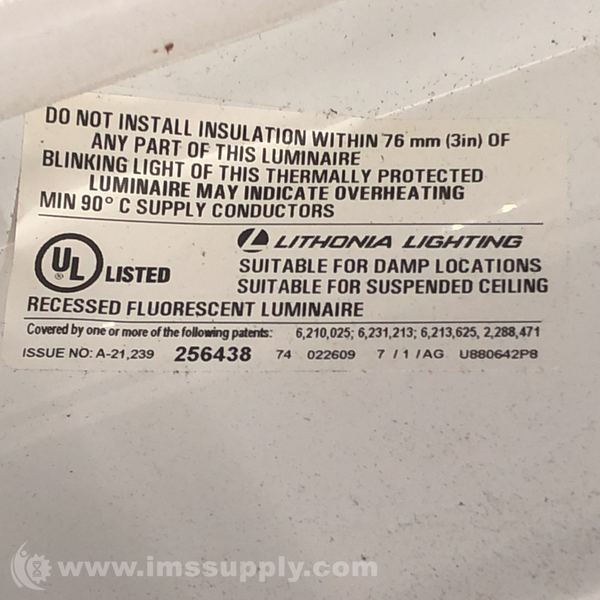 DO NOT INSTALL INSULATION WITHIN 76 mm (3in) OF
ANY PART OF THIS LUMINAIRE
BLINKING LIGHT OF THIS THERMALLY PROTECTED
LUMINAIRE MAY INDICATE OVERHEATING
MIN 90° C SUPPLY CONDUCTORS
UL LISTED
LITHONIA LIGHTING
SUITABLE FOR DAMP LOCATIONS
SUITABLE FOR SUSPENDED CEILING
RECESSED FLUORESCENT LUMINAIRE
Covered by one or more of the following patents: 6,210,025; 6,231,213; 6,213,625, 2,288,471
ISSUE NO: A-21,239 256438 74 022609 7 / 1 / AG U880642P8
www.imssupply.com